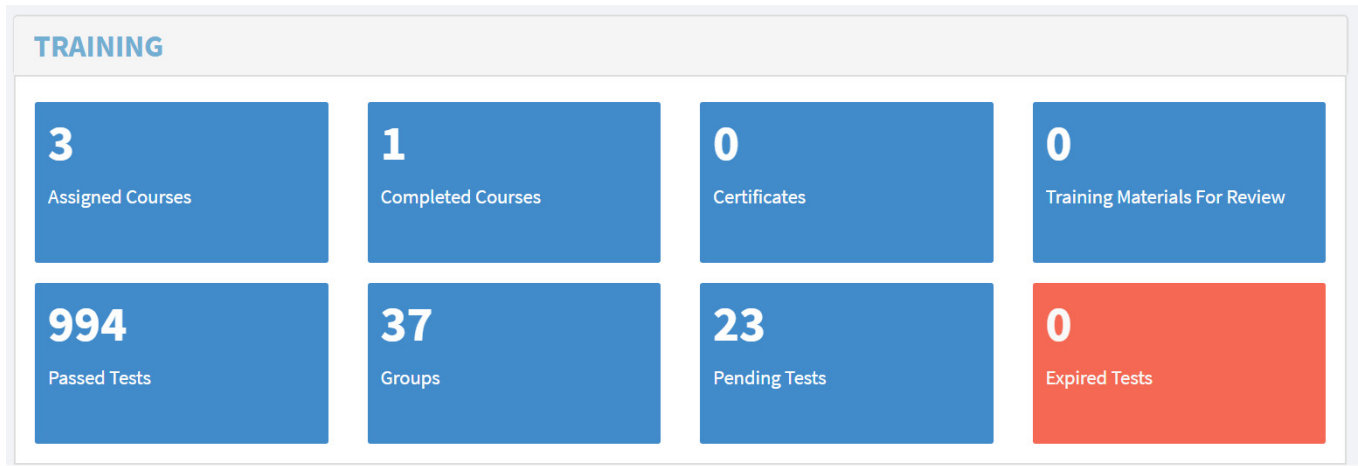 TRAINING
3
Assigned Courses
1
Completed Courses
0
Certificates
0
Training Materials For Review
994
Passed Tests
37
Groups
23
Pending Tests
0
Expired Tests